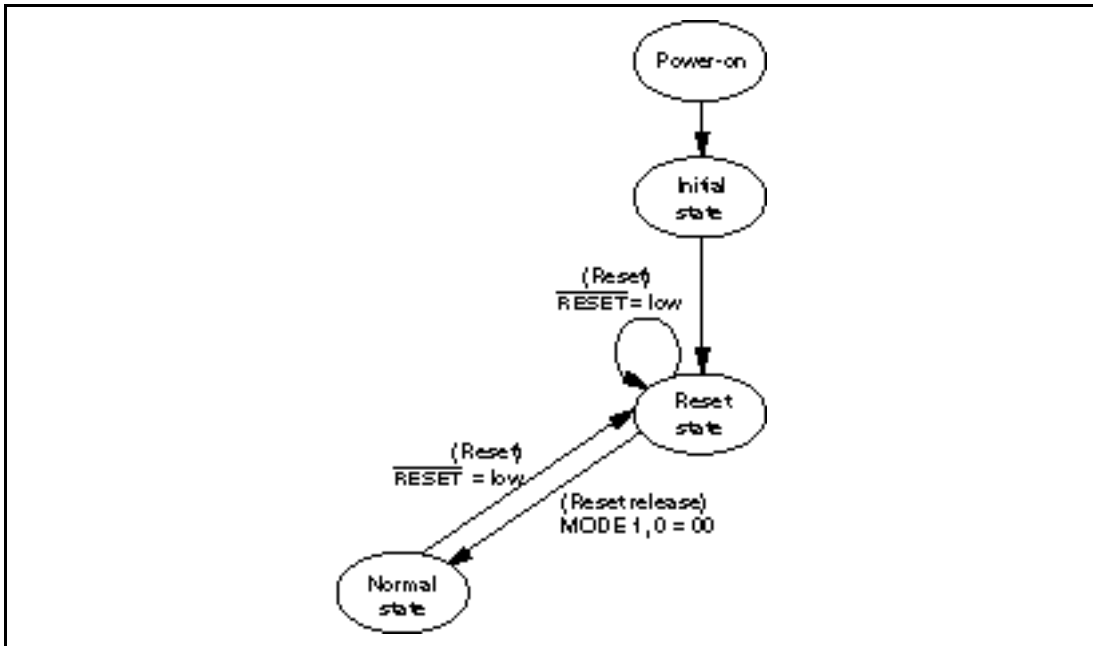 Power-on
Initial
state
(Reset)
RESET = low
Reset
state
(Reset)
RESET = low
(Reset release)
MODE 1, 0 = 00
Normal
state